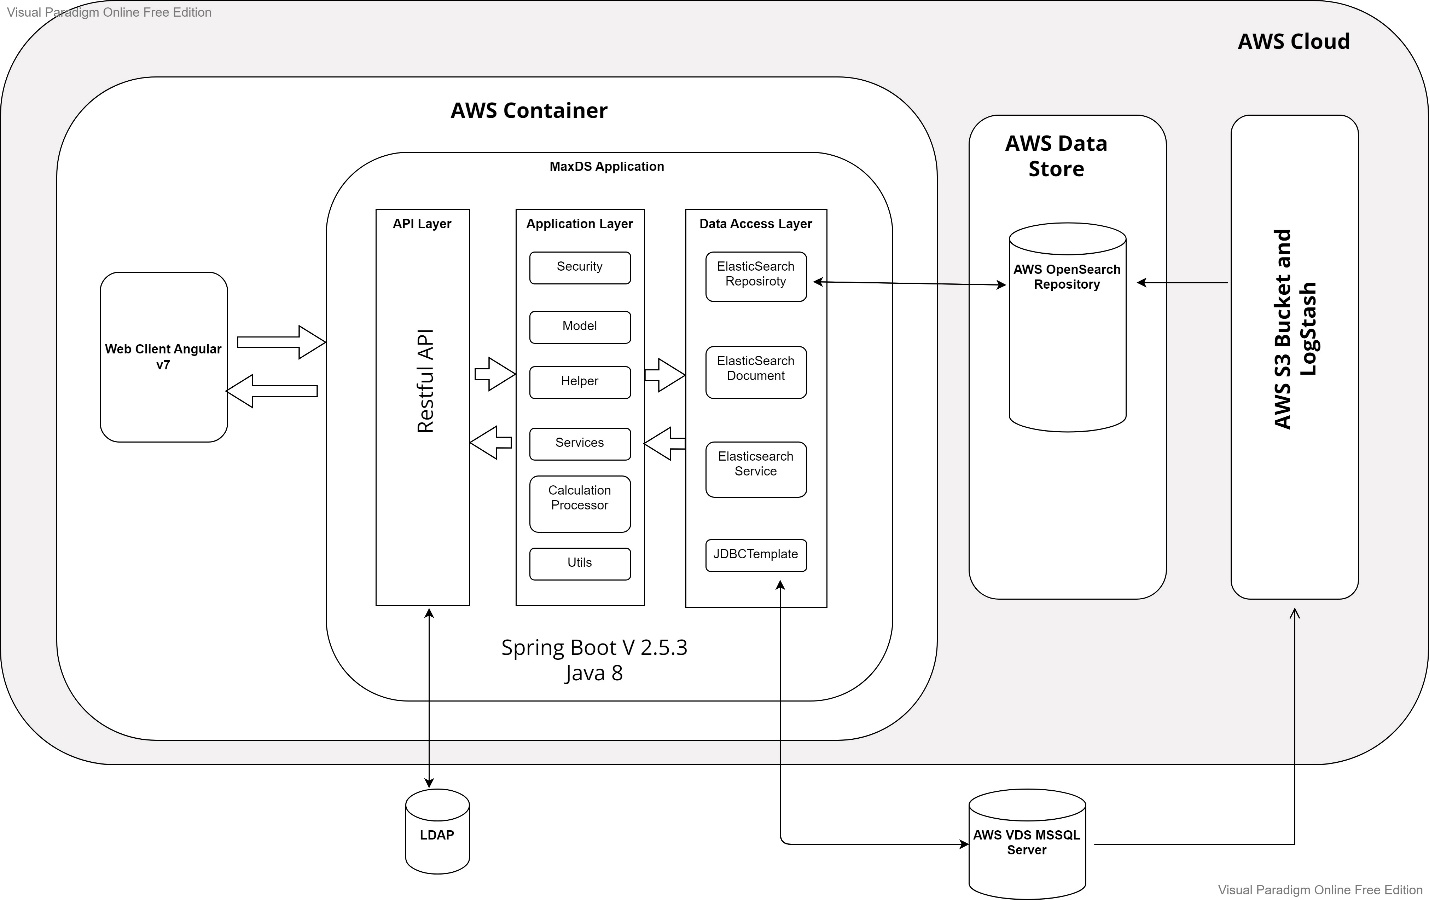 Visual Paradigm Online Free Edition
AWS Cloud
AWS Container
MaxDS Application
Web Client Angular
v7
API Layer
Restful API
Application Layer
Security
Model
Helper
Services
Calculation
Processor
Utils
Data Access Layer
ElasticSearch
Reposiroty
ElasticSearch
Document
Elasticsearch
Service
JDBCTemplate
Spring Boot V 2.5.3
Java 8
AWS Data
Store
AWS OpenSearch
Repository
AWS S3 Bucket and
LogStash
LDAP
AWS VDS MSSQL
Server
Visual Paradigm Online Free Edition